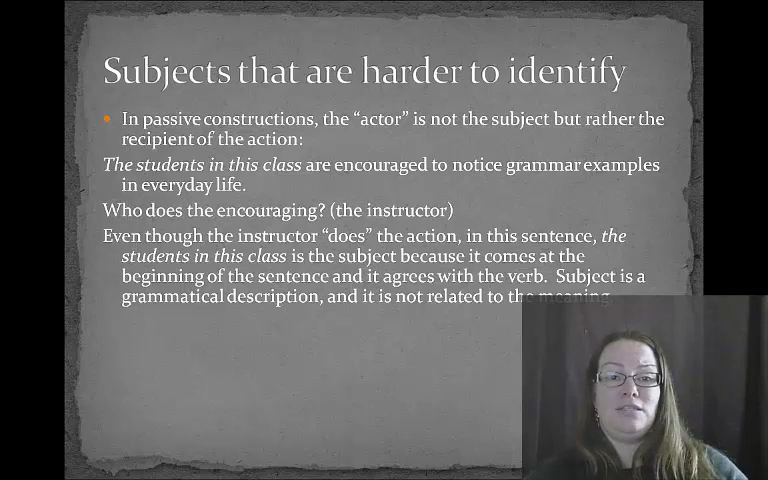 Subjects that are harder to identify
In passive constructions, the “actor” is not the subject but rather the
recipient of the action:
The students in this class are encouraged to notice grammar examples
in everyday life.
Who does the encouraging? (the instructor)
Even though the instructor “does” the action, in this sentence, the
students in this class is the subject because it comes at the
beginning of the sentence and it agrees with the verb. Subject is a
grammatical description, and it is not related to the meaning